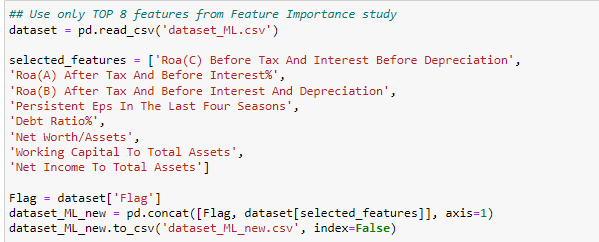 ## Use only TOP 8 features from Feature Importance study
dataset = pd.read_csv('dataset_ML.csv')
selected_features = ['Roa(C) Before Tax And Interest Before Depreciation',
'Roa(A) After Tax And Before Interest%',
'Roa(B) After Tax And Before Interest And Depreciation',
'Persistent Eps In The Last Four Seasons',
'Debt Ratio%',
'Net Worth/Assets',
'Working Capital To Total Assets',
'Net Income To Total Assets']
Flag = dataset['Flag']
dataset_ML_new = pd.concat([Flag, dataset[selected_features]], axis=1)
dataset_ML_new.to_csv('dataset_ML_new.csv', index=False)